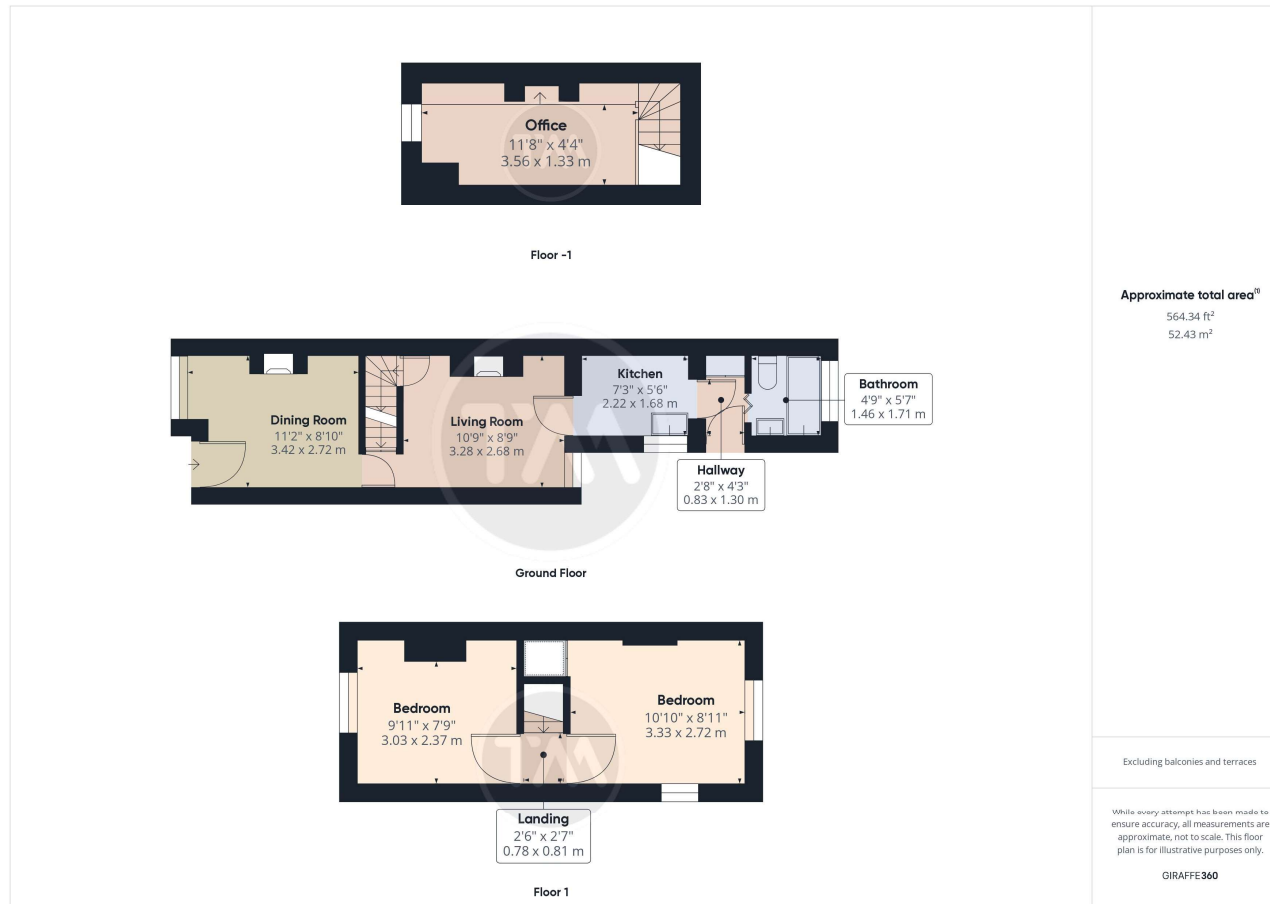 Office
11'8" x 4'4"
3.56 x 1.33 m
Floor -1
Dining Room
11'2" x 8'10"
3.42 x 2.72 m
Living Room
10'9" x 8'9"
3.28 x 2.68 m
Kitchen
7'3" x 5'6"
2.22 x 1.68 m
Bathroom
4'9" x 5'7"
1.46 x 1.71 m
Hallway
2'8" x 4'3"
0.83 x 1.30 m
Ground Floor
Bedroom
9'11" x 7'9"
3.03 x 2.37 m
Bedroom
10'10" x 8'11"
3.33 x 2.72 m
Landing
2'6" x 2'7"
0.78 x 0.81 m
Floor 1
Approximate total area(1)
564.34 ft²
52.43 m²
Excluding balconies and terraces
While every attempt has been made to
ensure accuracy, all measurements are
approximate, not to scale. This floor
plan is for illustrative purposes only.
GIRAFFE360